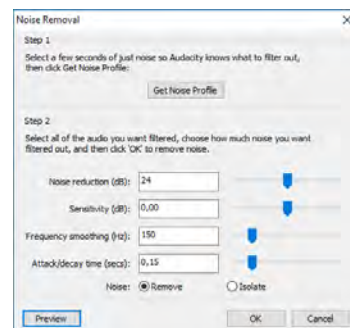 Noise Removal
Step 1
Select a few seconds of just noise so Audacity knows what to filter out,
then click Get Noise Profile:
Get Noise Profile
Step 2
Select all of the audio you want filtered, choose how much noise you want
filtered out, and then click 'OK' to remove noise.
Noise reduction (dB): 24
Sensitivity (dB): 0,00
Frequency smoothing (Hz): 150
Attack/decay time (secs): 0,15
Noise: Remove Isolate
Preview OK Cancel